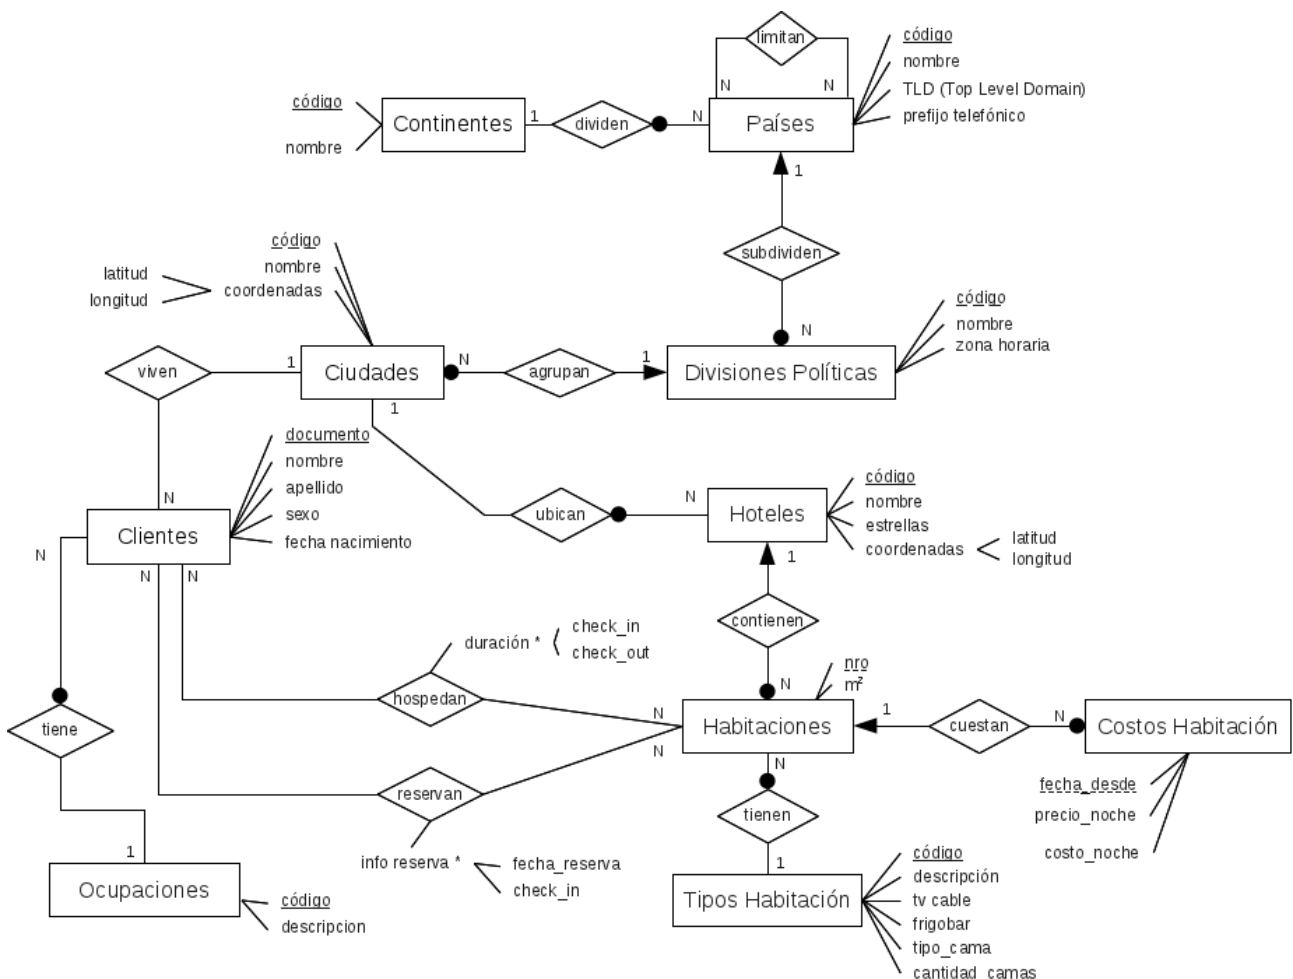 limitan
código
nombre
TLD (Top Level Domain)
prefijo telefónico
N
N
código
nombre
Continentes
1
dividen
N
Países
1
subdividen
N
código
nombre
coordenadas
latitud
longitud
código
nombre
zona horaria
viven
1
Ciudades
N
agrupan
1
Divisiones Políticas
1
documento
nombre
apellido
sexo
fecha nacimiento
N
Clientes
N
N
N
ubican
N
Hoteles
código
nombre
estrellas
coordenadas
latitud
longitud
1
contienen
N
duración *
check_in
check_out
hospedan
N
nro
m²
Habitaciones
1
cuestan
N
Costos Habitación
tiene
N
N
reservan
tienen
fecha_desde
precio_noche
costo_noche
info reserva *
fecha_reserva
check_in
1
Ocupaciones
código
descripcion
1
Tipos Habitación
código
descripción
tv cable
frigobar
tipo_cama
cantidad_camas